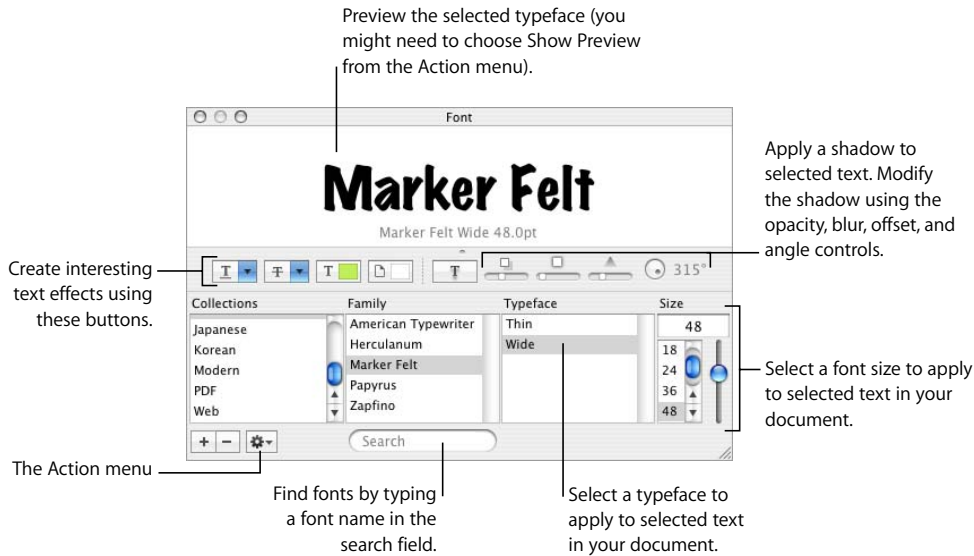 Preview the selected typeface (you
might need to choose Show Preview
from the Action menu).
Font
Marker Felt
Marker Felt Wide 48.0pt
Apply a shadow to
selected text. Modify
the shadow using the
opacity, blur, offset, and
angle controls.
Create interesting
text effects using
these buttons.
T T T T 315°
Collections Family Typeface Size
Japanese
Korean
Modern
PDF
Web
American Typewriter
Herculanum
Marker Felt
Papyrus
Zapfino
Thin
Wide
48
18
24
36
48
Select a font size to apply
to selected text in your
document.
+ −
Search
The Action menu
Find fonts by typing
a font name in the
search field.
Select a typeface to
apply to selected text
in your document.